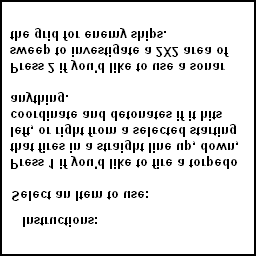 Instructions:
Select an Item to use:
Press 1 if you'd like to fire a torpedo
that fires in a straight line up, down,
left, or right from a selected starting
coordinate and detonates if it hits
anything.
Press 2 if you'd like to use a sonar
sweep to investigate a 2X2 area of
the grid for enemy ships.